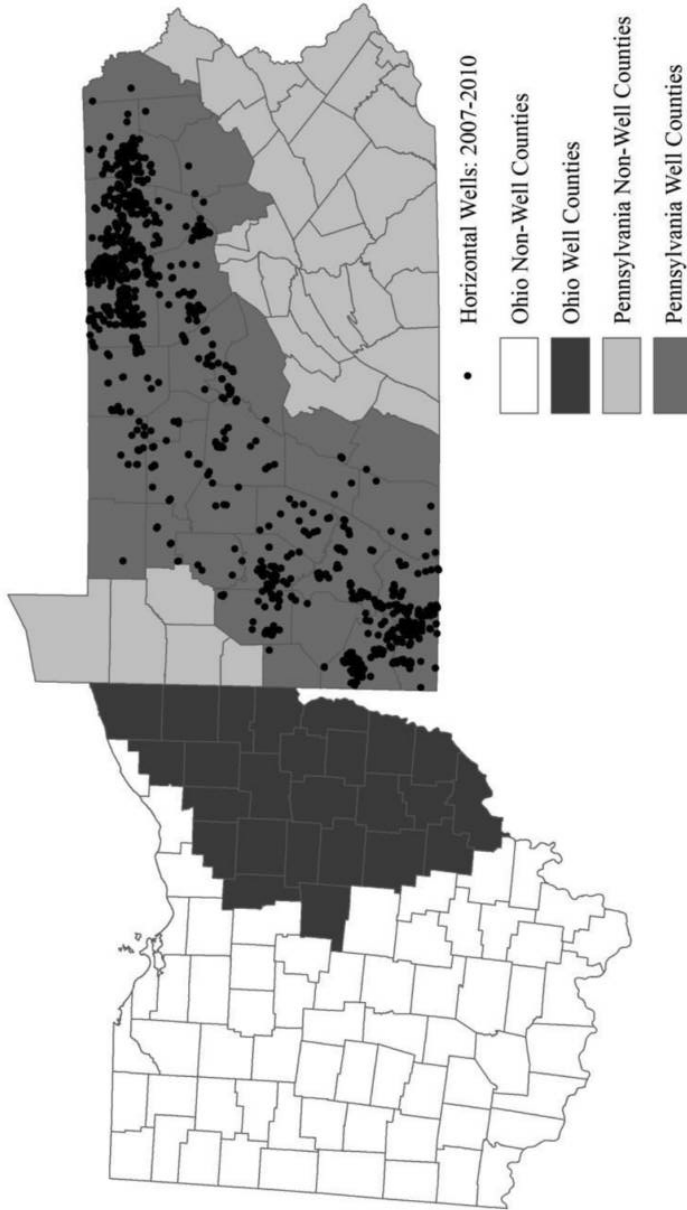 Horizontal Wells: 2007-2010
Ohio Non-Well Counties
Ohio Well Counties
Pennsylvania Non-Well Counties
Pennsylvania Well Counties